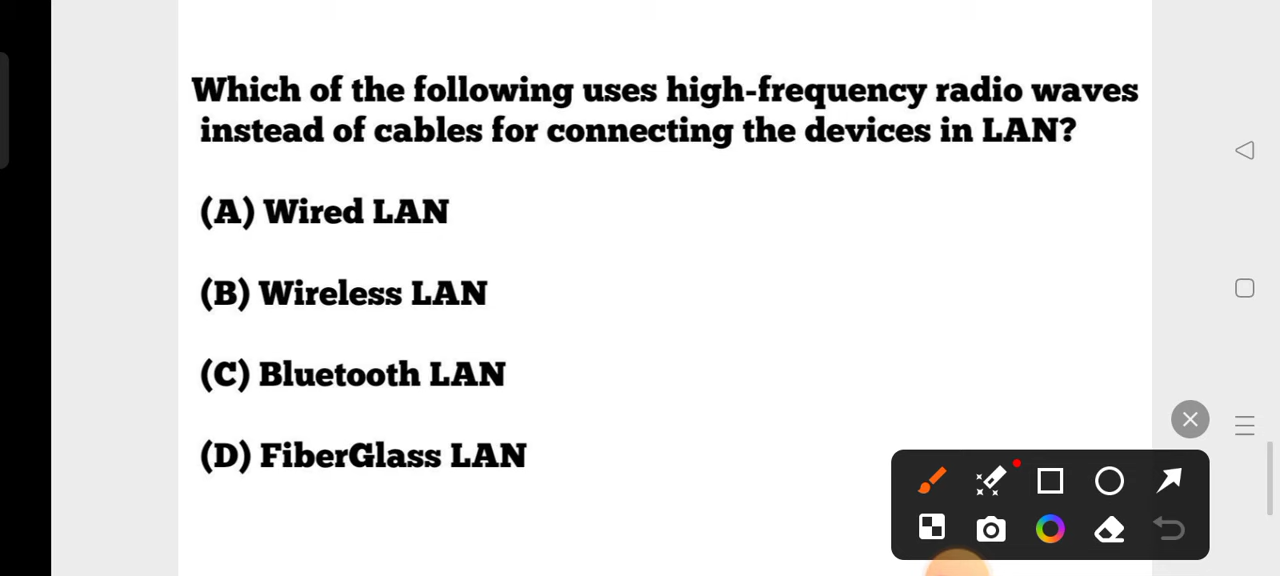 Which of the following uses high-frequency radio waves
instead of cables for connecting the devices in LAN?
(A) Wired LAN
(B) Wireless LAN
(C) Bluetooth LAN
(D) FiberGlass LAN